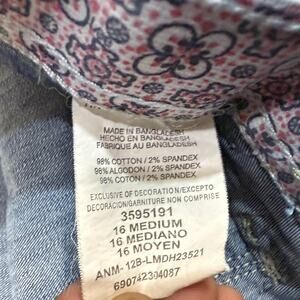 MADE IN BANGLADESH
HECHO EN BANGLADESH
FABRIQUE AU BANGLADESH
98% COTTON / 2% SPANDEX
98% ALGODON / 2% SPANDEX
98% COTON / 2% SPANDEX
EXCLUSIVE OF DECORATION/EXCEPTO
DECORACION/GARNITURE NON COMPRISE
3595191
16 MEDIUM
16 MEDIANO
16 MOYEN
ANM-12B-LMDH23521
690742304087